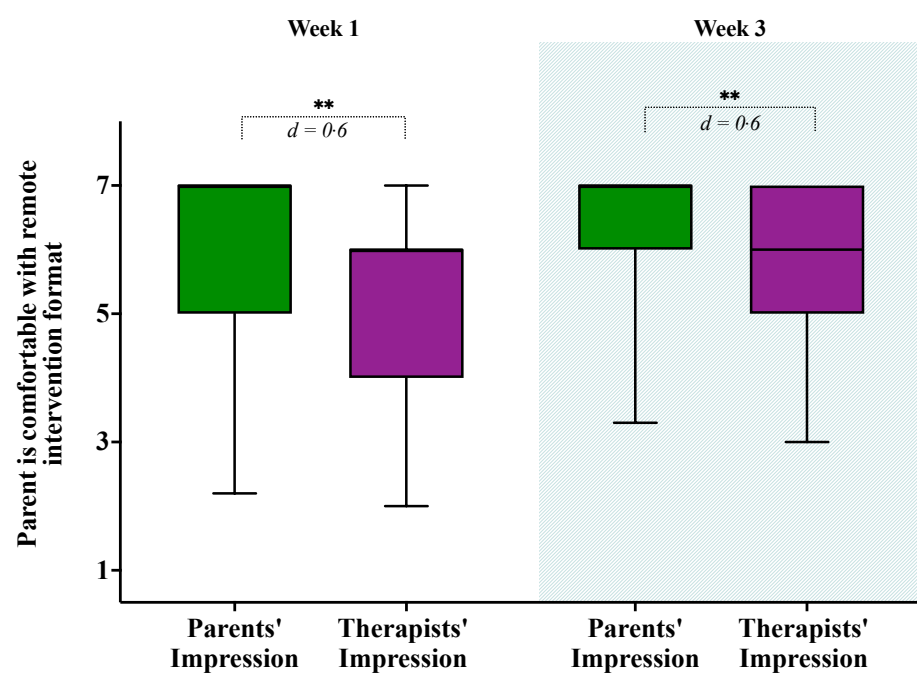 Week 1
Week 3
**
d = 0·6
**
d = 0·6
Parent is comfortable with remote
intervention format
7
5
3
1
Parents'
Impression
Therapists'
Impression
Parents'
Impression
Therapists'
Impression